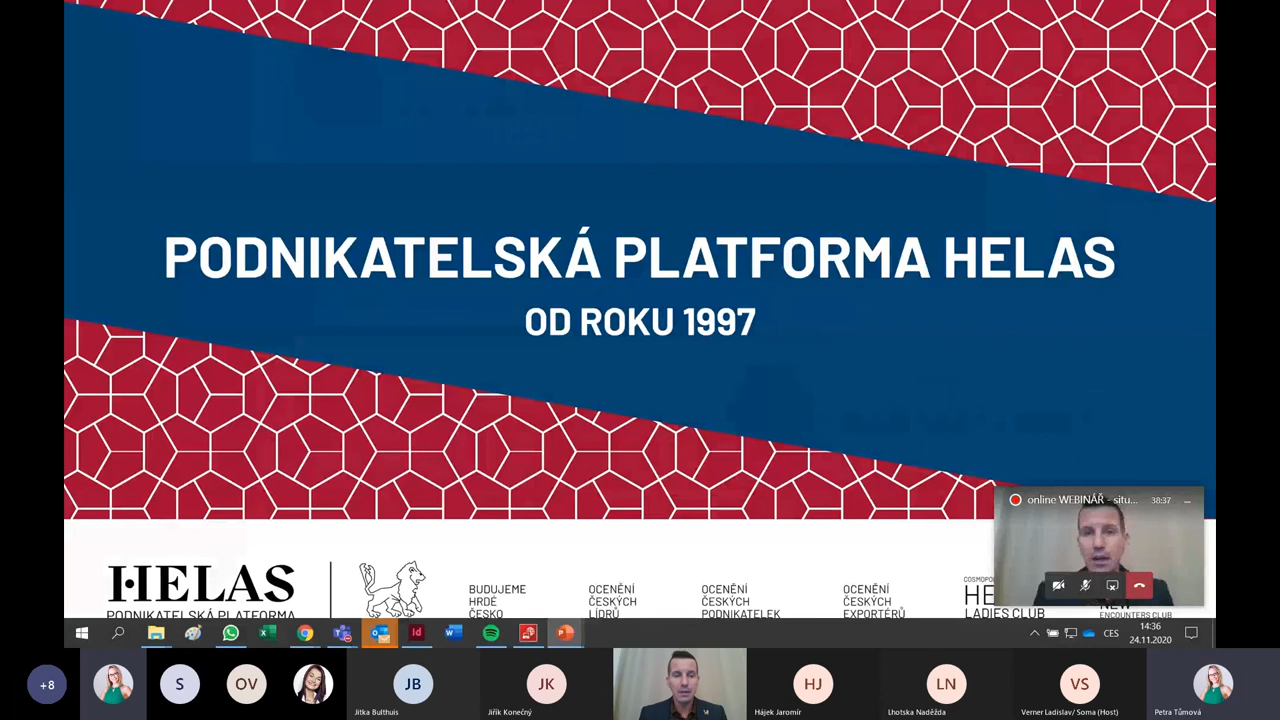 PODNIKATELSKÁ PLATFORMA HELAS
OD ROKU 1997
online WEBINÁŘ - situ...
38:37
HELAS
PODNIKATELSKÁ PLATFORMA
BUDUJEME
HRDÉ
ČESKO
OCENĚNÍ
ČESKÝCH
LÍDRŮ
OCENĚNÍ
ČESKÝCH
PODNIKATELEK
OCENĚNÍ
ČESKÝCH
EXPORTÉRŮ
LADIES CLUB
ENCOUNTERS CLUB
CES
14:36
24.11.2020
+8
S
OV
JB
Jitka Bulthuis
JK
Jiřík Konečný
HJ
Hájek Jaromír
LN
Lhotska Naděžda
VS
Verner Ladislav/ Soma (Host)
Petra Tůmová